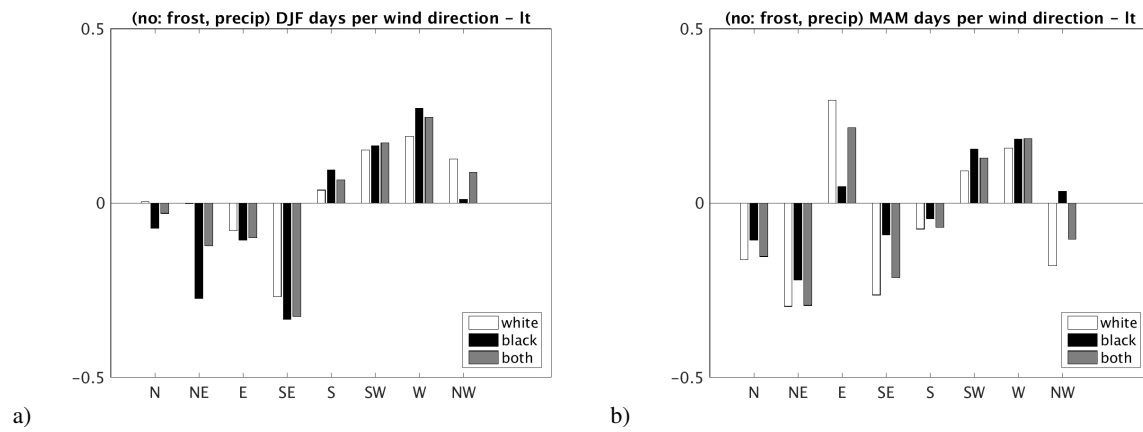 (no: frost, precip) DJF days per wind direction – lt
0.5
0
−0.5
N NE E SE S SW W NW
white
black
both
a)
(no: frost, precip) MAM days per wind direction – lt
0.5
0
−0.5
N NE E SE S SW W NW
white
black
both
b)